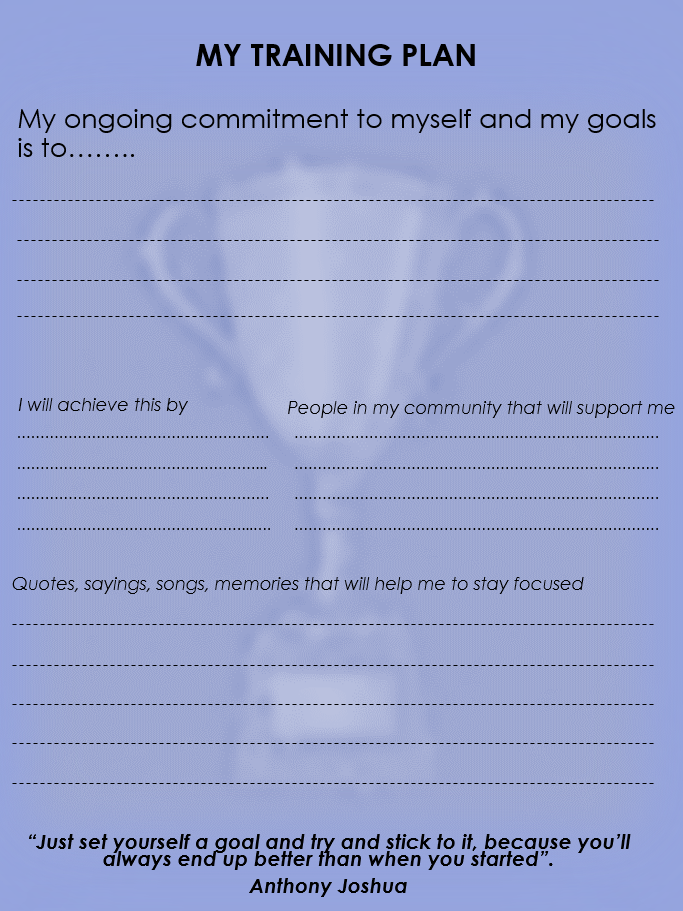 MY TRAINING PLAN
My ongoing commitment to myself and my goals
is to……..
I will achieve this by
People in my community that will support me
Quotes, sayings, songs, memories that will help me to stay focused
“Just set yourself a goal and try and stick to it, because you’ll
always end up better than when you started”.
Anthony Joshua